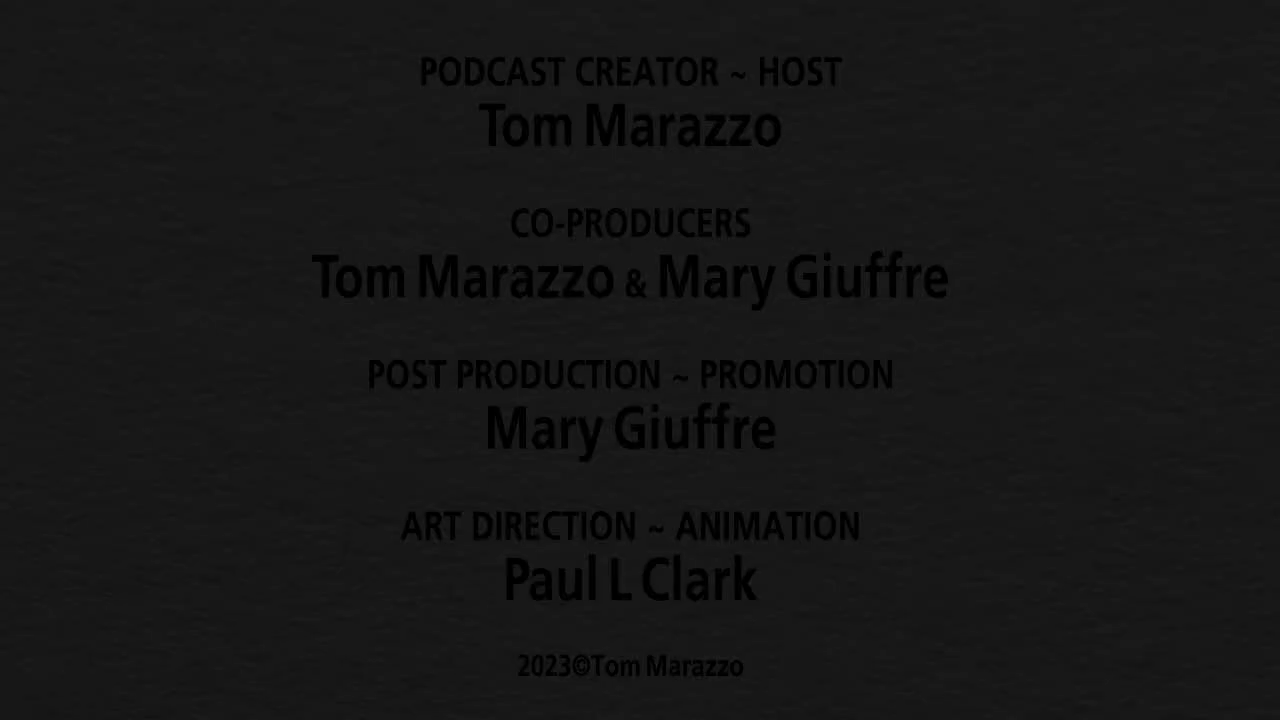 PODCAST CREATOR ~ HOST
Tom Marazzo
CO-PRODUCERS
Tom Marazzo & Mary Giuffre
POST PRODUCTION ~ PROMOTION
Mary Giuffre
ART DIRECTION ~ ANIMATION
Paul L Clark
2023©Tom Marazzo